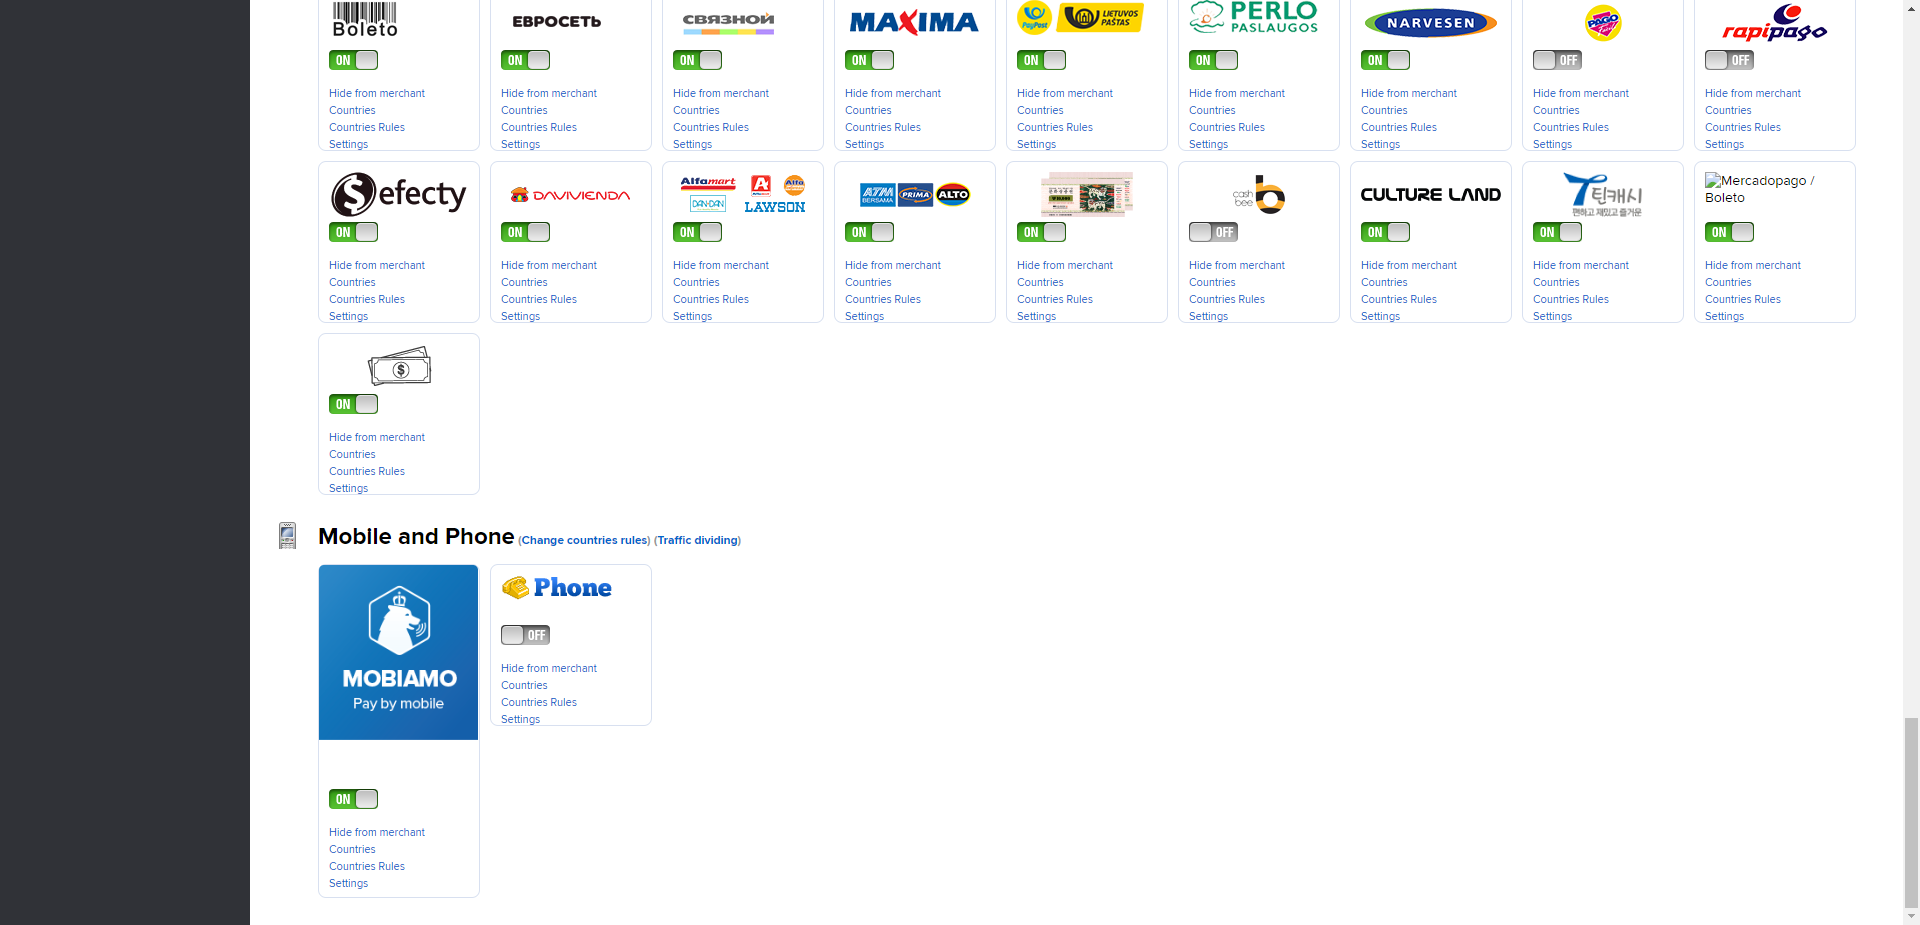 Boleto
ЕВРОСЕТЬ
СВЯЗНОЙ
MAXIMA
PayPost LIETUVOS PAŠTAS
PERLO PASLAUGOS
NARVESEN
PAGO
rapipago
ON ON ON ON ON ON ON OFF OFF
Hide from merchant Hide from merchant Hide from merchant Hide from merchant Hide from merchant Hide from merchant Hide from merchant Hide from merchant Hide from merchant
Countries Countries Countries Countries Countries Countries Countries Countries Countries
Countries Rules Countries Rules Countries Rules Countries Rules Countries Rules Countries Rules Countries Rules Countries Rules Countries Rules
Settings Settings Settings Settings Settings Settings Settings Settings Settings
efecty
DAVIVIENDA
Alfamart Alfa
DAN+DAN LAWSON
ATM BERSAMA PRIMA ALTO
cash bee
CULTURE LAND
틴캐시
편하고 재밌고 즐거운
Mercadopago /
Boleto
ON ON ON ON ON OFF ON ON ON
Hide from merchant Hide from merchant Hide from merchant Hide from merchant Hide from merchant Hide from merchant Hide from merchant Hide from merchant Hide from merchant
Countries Countries Countries Countries Countries Countries Countries Countries Countries
Countries Rules Countries Rules Countries Rules Countries Rules Countries Rules Countries Rules Countries Rules Countries Rules Countries Rules
Settings Settings Settings Settings Settings Settings Settings Settings Settings
$
ON
Hide from merchant
Countries
Countries Rules
Settings
Mobile and Phone (Change countries rules) (Traffic dividing)
MOBIAMO
Pay by mobile
ON
Hide from merchant
Countries
Countries Rules
Settings
Phone
OFF
Hide from merchant
Countries
Countries Rules
Settings